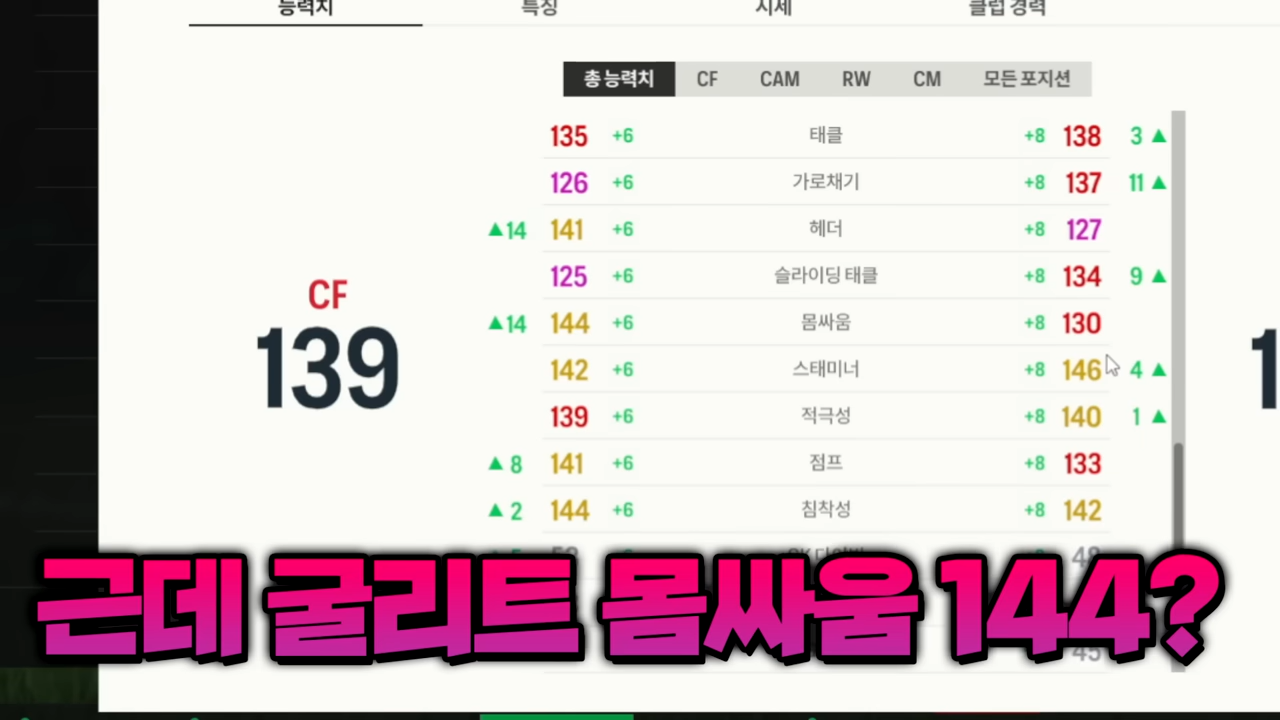 능력치 특징 시세 클럽 경력
총 능력치 CF CAM RW CM 모든 포지션
135 +6 태클 +8 138 3 ▲
126 +6 가로채기 +8 137 11 ▲
▲14 141 +6 헤더 +8 127
125 +6 슬라이딩 태클 +8 134 9 ▲
▲14 144 +6 몸싸움 +8 130
142 +6 스태미너 +8 146 4 ▲
139 +6 적극성 +8 140 1 ▲
▲ 8 141 +6 점프 +8 133
▲ 2 144 +6 침착성 +8 142
CF
139
근데 굴리트 몸싸움 144?
45